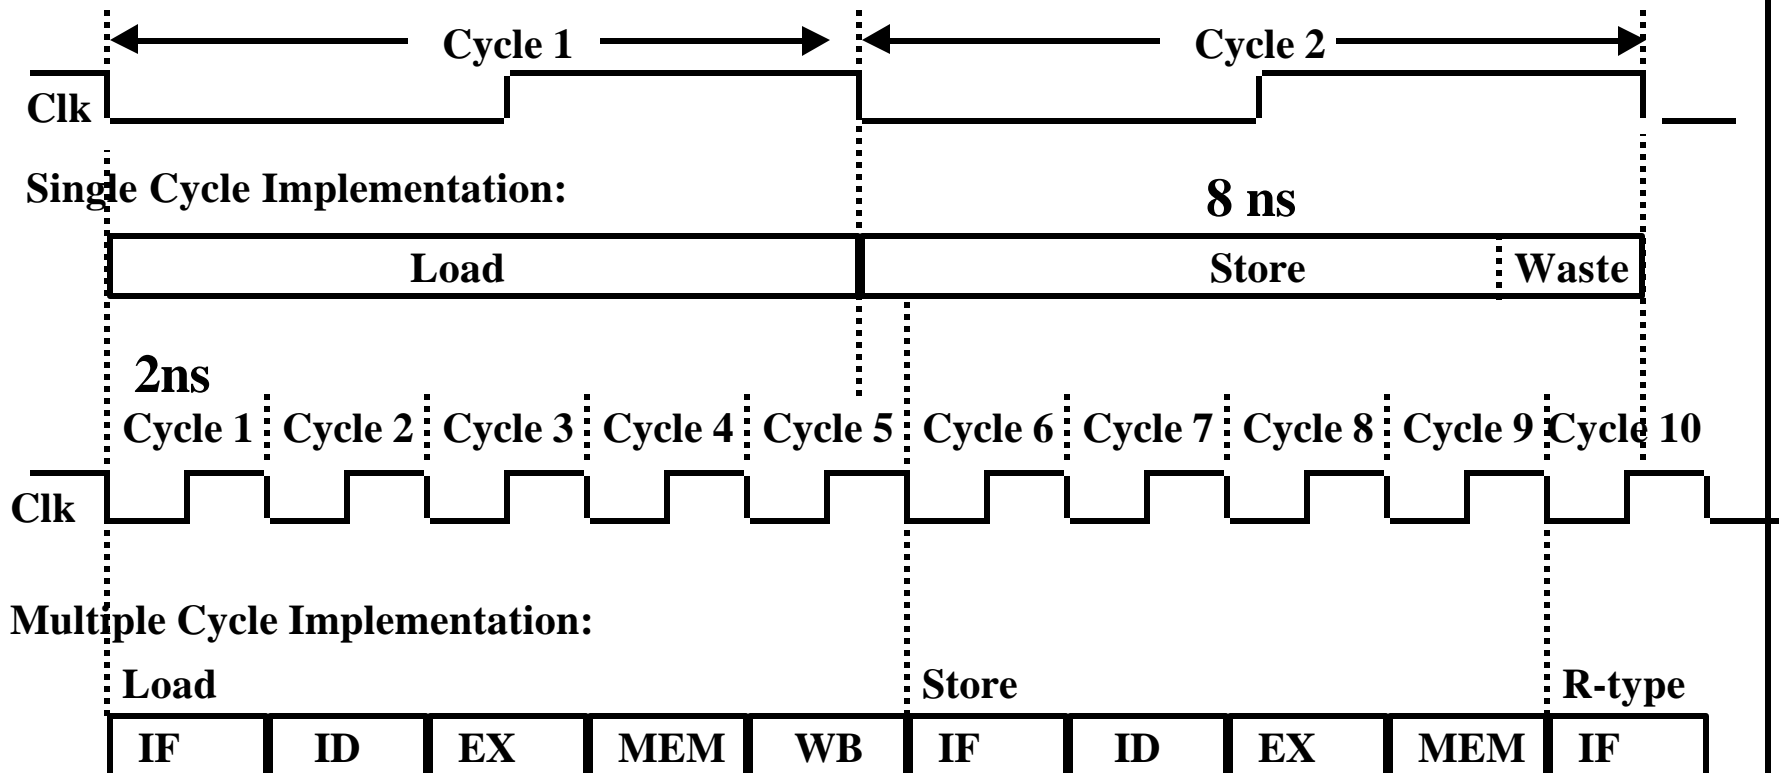 Cycle 1 Cycle 2
Clk
Single Cycle Implementation: 8 ns
Load Store Waste
2ns
Cycle 1 Cycle 2 Cycle 3 Cycle 4 Cycle 5 Cycle 6 Cycle 7 Cycle 8 Cycle 9 Cycle 10
Clk
Multiple Cycle Implementation:
Load Store R-type
IF ID EX MEM WB IF ID EX MEM IF